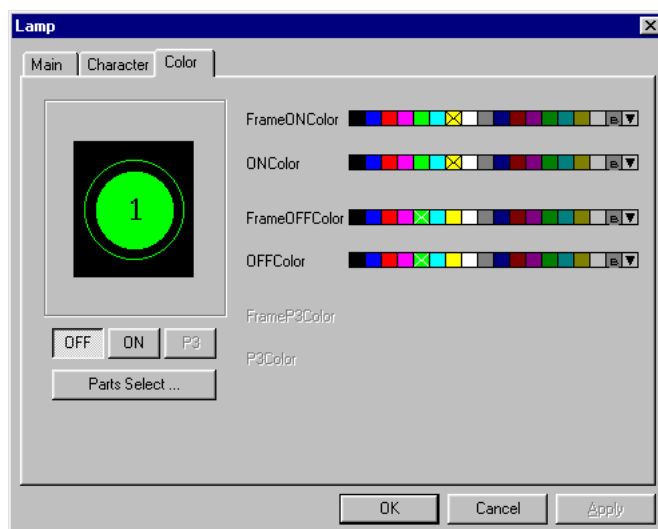 Lamp
Main Character Color
FrameONColor B
ONColor B
1
FrameOFFColor B
OFFColor B
FrameP3Color
OFF ON P3
P3Color
Parts Select ...
OK Cancel Apply